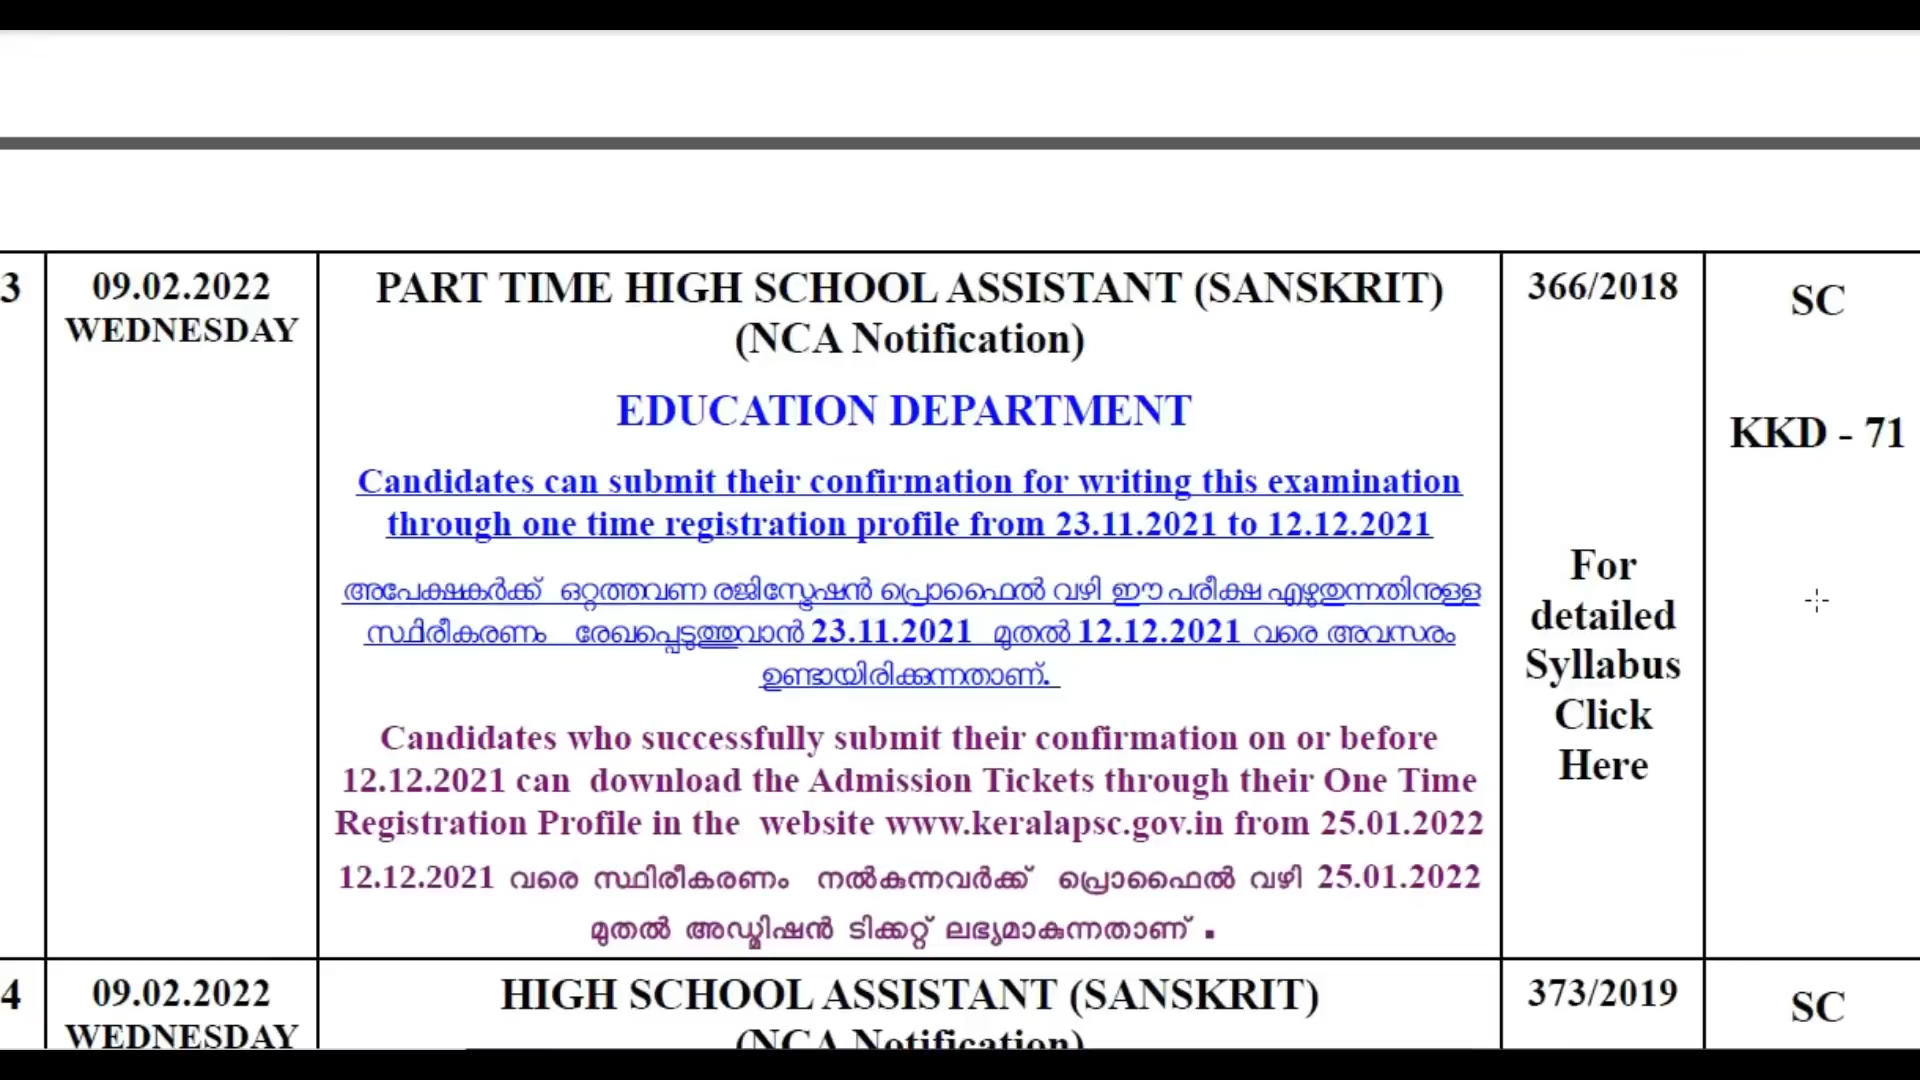 3
09.02.2022
WEDNESDAY
PART TIME HIGH SCHOOL ASSISTANT (SANSKRIT)
(NCA Notification)
EDUCATION DEPARTMENT
Candidates can submit their confirmation for writing this examination
through one time registration profile from 23.11.2021 to 12.12.2021
അപേക്ഷകർക്ക് ഒറ്റത്തവണ രജിസ്ട്രേഷൻ പ്രൊഫൈൽ വഴി ഈ പരീക്ഷ എഴുതുന്നതിനുള്ള
സ്ഥിരീകരണം രേഖപ്പെടുത്തുവാൻ 23.11.2021 മുതൽ 12.12.2021 വരെ അവസരം
ഉണ്ടായിരിക്കുന്നതാണ്.
Candidates who successfully submit their confirmation on or before
12.12.2021 can download the Admission Tickets through their One Time
Registration Profile in the website www.keralapsc.gov.in from 25.01.2022
12.12.2021 വരെ സ്ഥിരീകരണം നൽകുന്നവർക്ക് പ്രൊഫൈൽ വഴി 25.01.2022
മുതൽ അഡ്മിഷൻ ടിക്കറ്റ് ലഭ്യമാകുന്നതാണ് .
366/2018
For
detailed
Syllabus
Click
Here
SC
KKD - 71
4
09.02.2022
WEDNESDAY
HIGH SCHOOL ASSISTANT (SANSKRIT)
(NCA Notification)
373/2019
SC